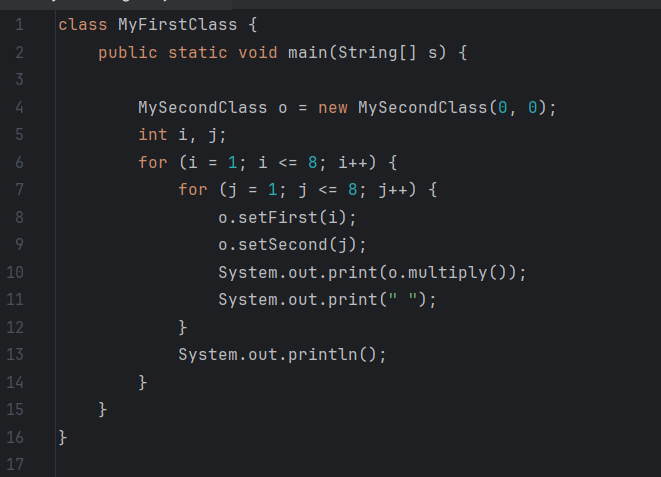 1 class MyFirstClass {
2     public static void main(String[] s) {
3
4         MySecondClass o = new MySecondClass(0, 0);
5         int i, j;
6         for (i = 1; i <= 8; i++) {
7             for (j = 1; j <= 8; j++) {
8                 o.setFirst(i);
9                 o.setSecond(j);
10                 System.out.print(o.multiply());
11                 System.out.print(" ");
12             }
13             System.out.println();
14         }
15     }
16 }
17